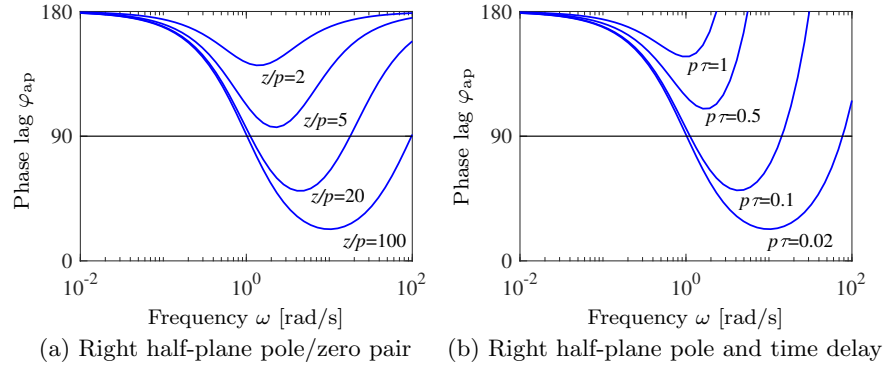 180
90
0
Phase lag φap
z/p=2
z/p=5
z/p=20
z/p=100
10⁻² 10⁰ 10²
Frequency ω [rad/s]
(a) Right half-plane pole/zero pair
180
90
0
Phase lag φap
pτ=1
pτ=0.5
pτ=0.1
pτ=0.02
10⁻² 10⁰ 10²
Frequency ω [rad/s]
(b) Right half-plane pole and time delay